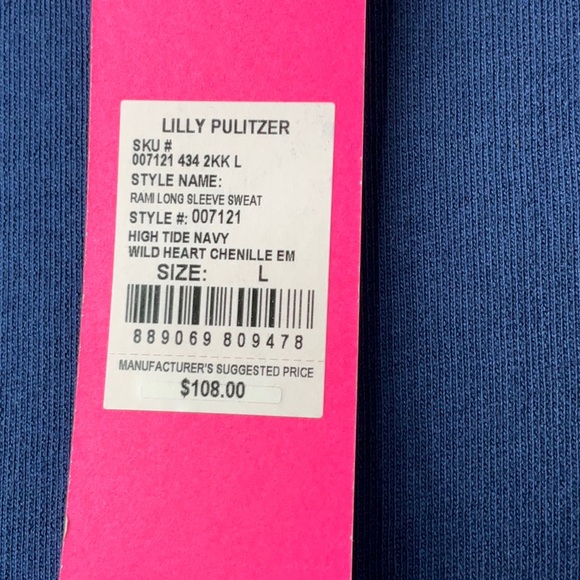 LILLY PULITZER
SKU #
007121 434 2KK L
STYLE NAME:
RAMI LONG SLEEVE SWEAT
STYLE #: 007121
HIGH TIDE NAVY
WILD HEART CHENILLE EM
SIZE: L
889069 809478
MANUFACTURER'S SUGGESTED PRICE
$108.00